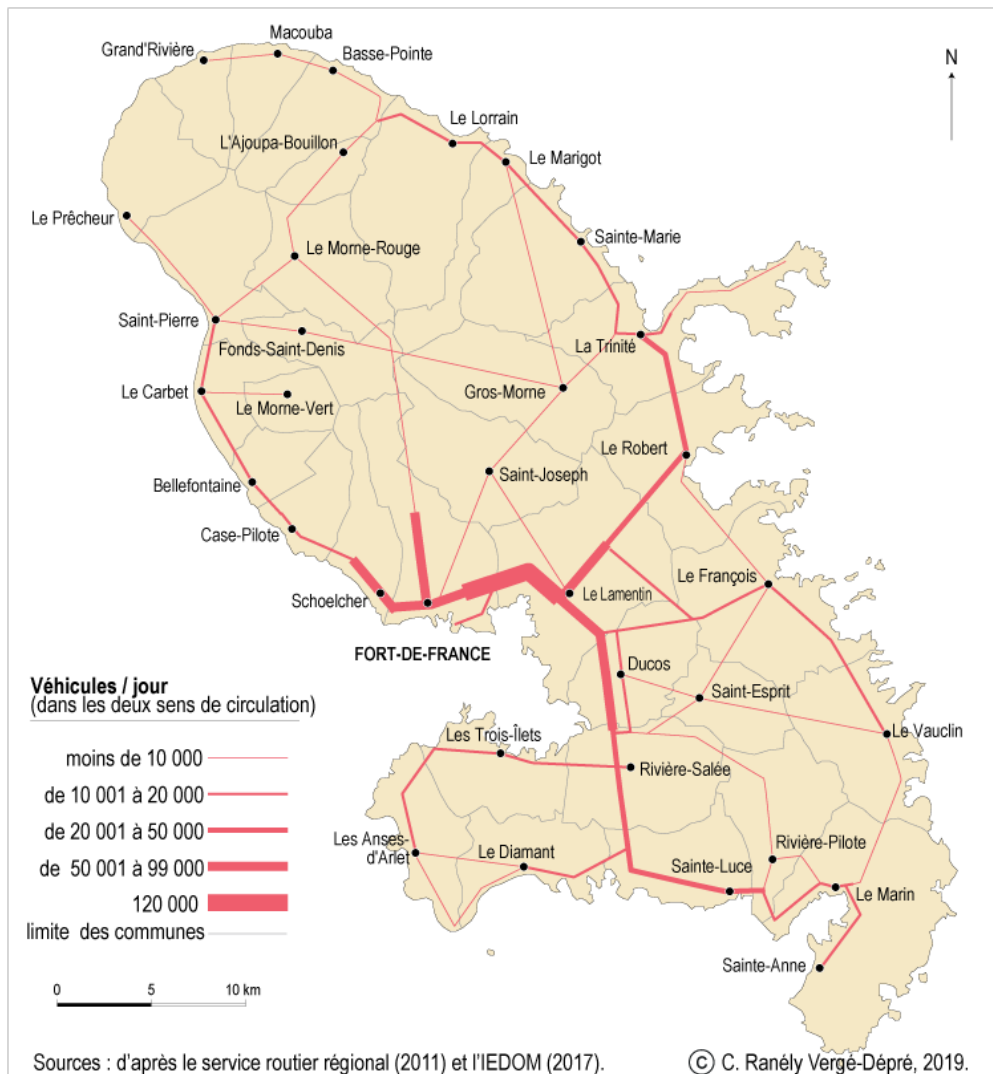 Macouba
Grand'Rivière
Basse-Pointe
N
Le Lorrain
L'Ajoupa-Bouillon
Le Marigot
Le Prêcheur
Sainte-Marie
Le Morne-Rouge
Saint-Pierre
Fonds-Saint-Denis
La Trinité
Le Carbet
Gros-Morne
Le Morne-Vert
Le Robert
Saint-Joseph
Bellefontaine
Case-Pilote
Le François
Schoelcher
Le Lamentin
FORT-DE-FRANCE
Ducos
Saint-Esprit
Véhicules / jour
(dans les deux sens de circulation)
moins de 10 000
de 10 001 à 20 000
de 20 001 à 50 000
de 50 001 à 99 000
120 000
limite des communes
Les Trois-Îlets
Le Vauclin
Rivière-Salée
Les Anses-
d'Arlet
Le Diamant
Rivière-Pilote
Sainte-Luce
Le Marin
Sainte-Anne
0 5 10 km
Sources : d'après le service routier régional (2011) et l'IEDOM (2017).
© C. Ranély Vergé-Dépré, 2019.